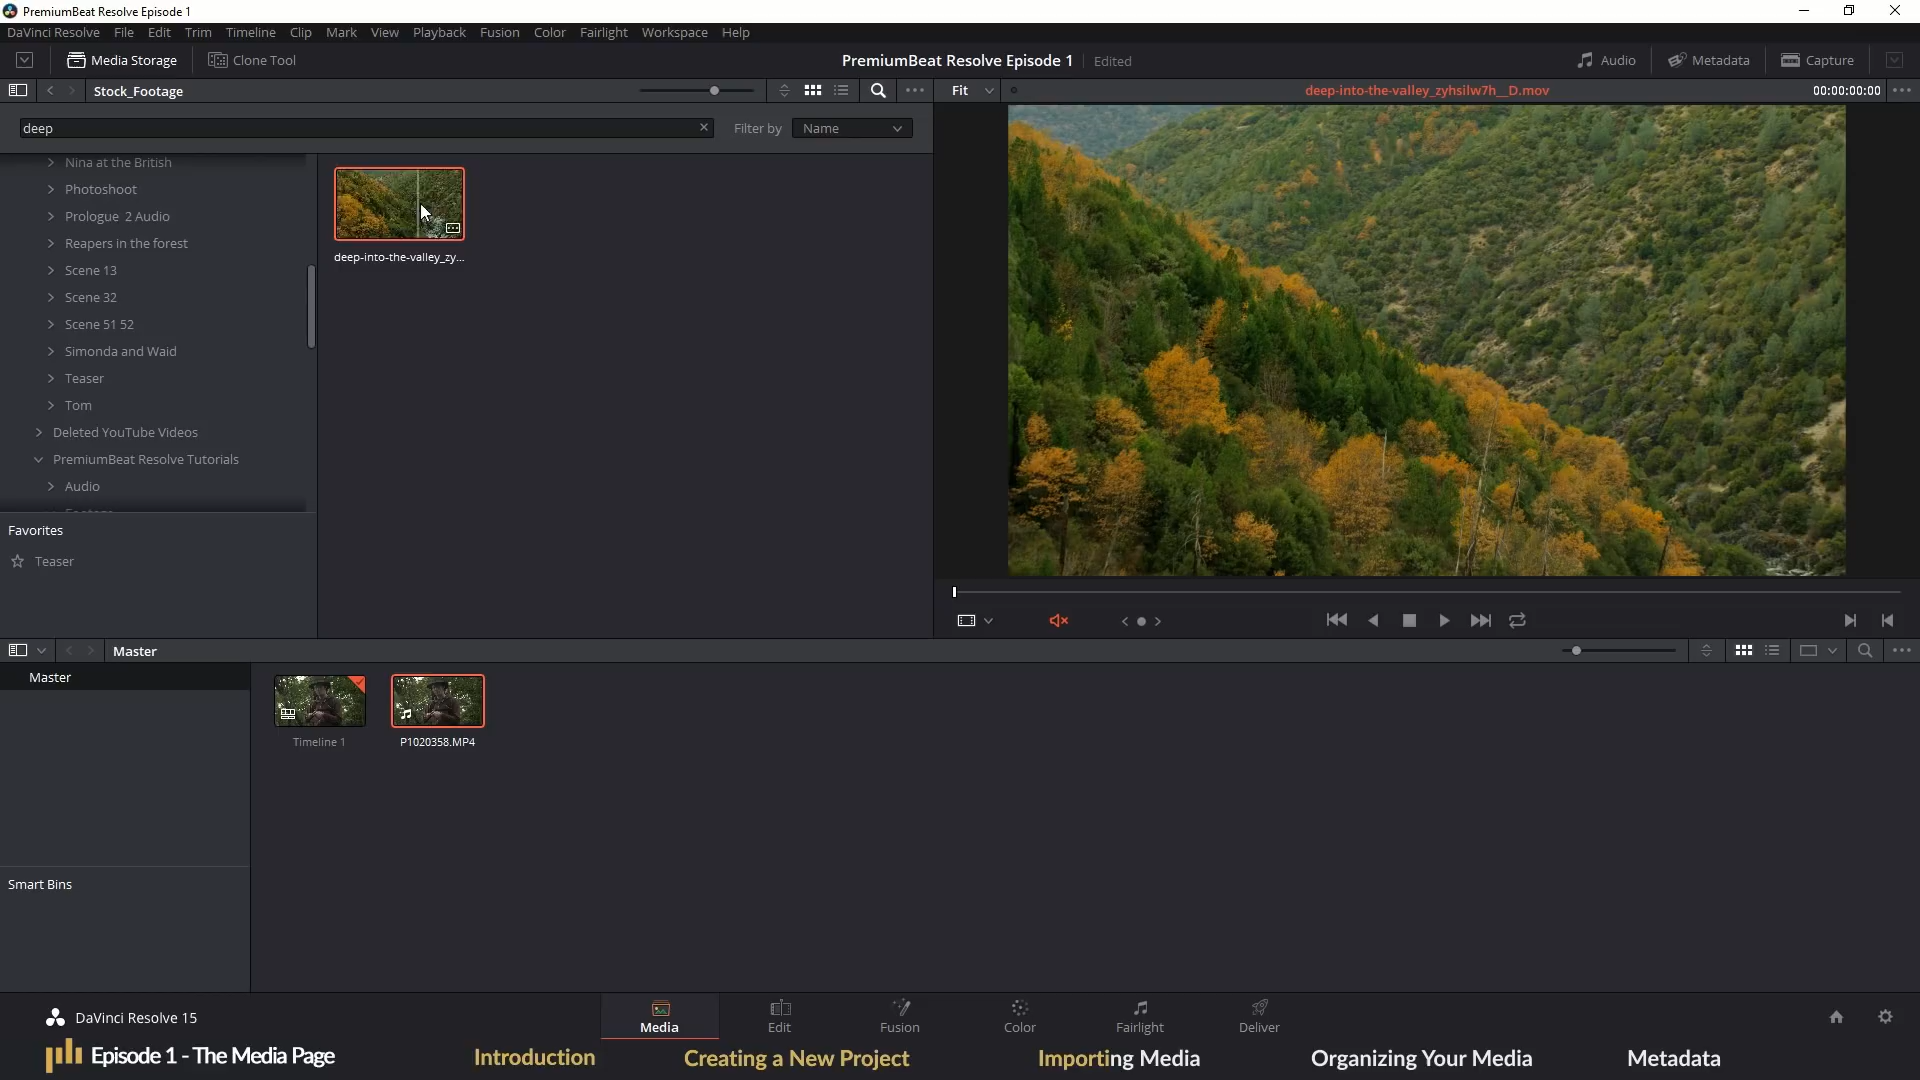 PremiumBeat Resolve Episode 1
DaVinci Resolve File Edit Trim Timeline Clip Mark View Playback Fusion Color Fairlight Workspace Help
Media Storage Clone Tool PremiumBeat Resolve Episode 1 Edited Audio Metadata Capture
Stock_Footage Fit deep-into-the-valley_zyhsilw7h__D.mov 00:00:00:00
deep Filter by Name
Nina at the British
Photoshoot
Prologue 2 Audio
Reapers in the forest
Scene 13
Scene 32
Scene 51 52
Simonda and Waid
Teaser
Tom
Deleted YouTube Videos
PremiumBeat Resolve Tutorials
Audio
deep-into-the-valley_zy...
Favorites
Teaser
Master
Master
Timeline 1
P1020358.MP4
Smart Bins
DaVinci Resolve 15
Media Edit Fusion Color Fairlight Deliver
Episode 1 - The Media Page Introduction Creating a New Project Importing Media Organizing Your Media Metadata